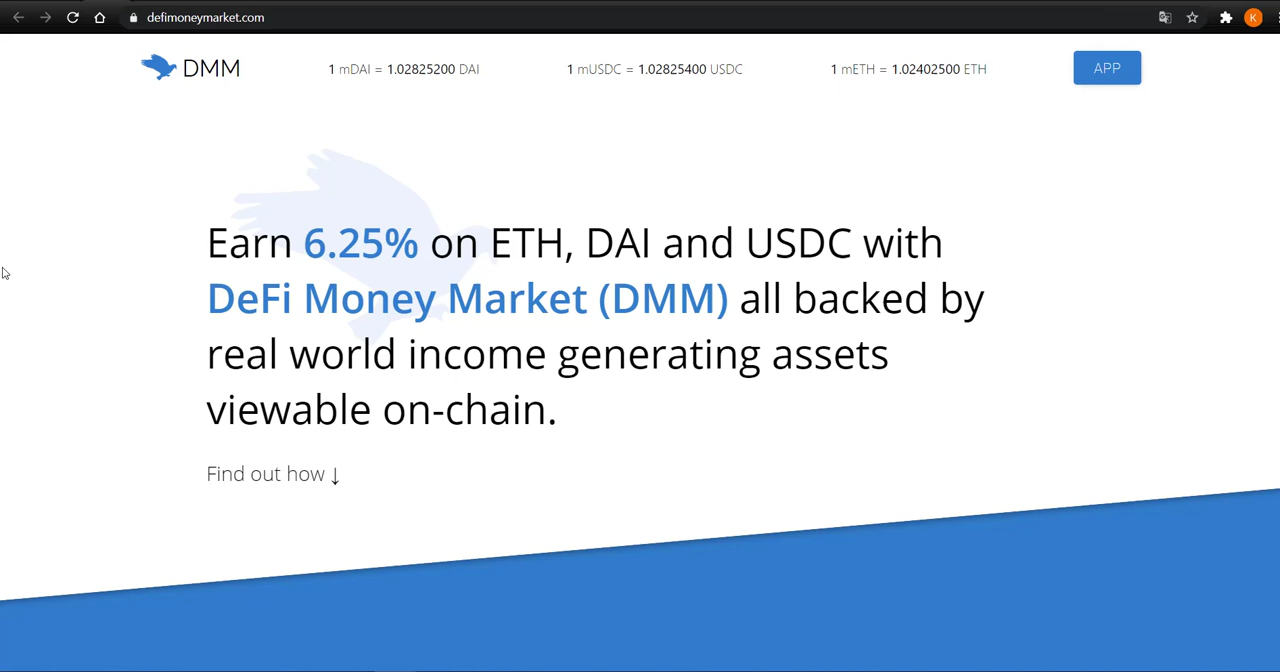 defimoneymarket.com
K
DMM
1 mDAI = 1.02825200 DAI
1 mUSDC = 1.02825400 USDC
1 mETH = 1.02402500 ETH
APP
Earn 6.25% on ETH, DAI and USDC with
DeFi Money Market (DMM) all backed by
real world income generating assets
viewable on-chain.
Find out how ↓